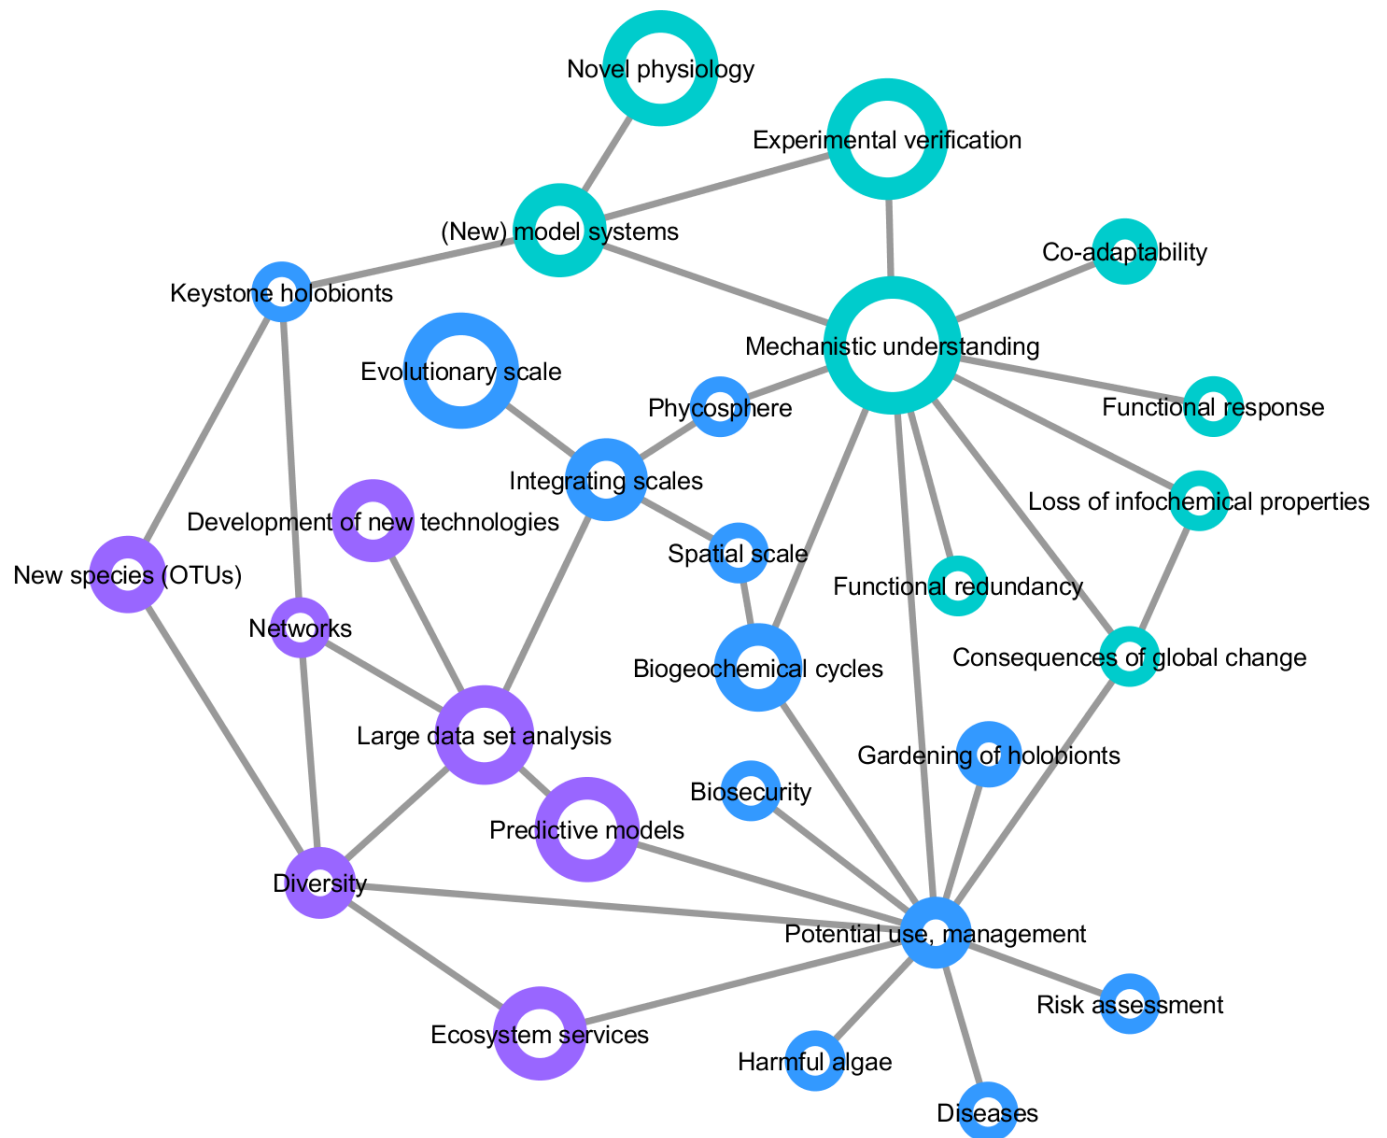 Novel physiology
Experimental verification
(New) model systems
Co-adaptability
Keystone holobionts
Mechanistic understanding
Evolutionary scale
Phycosphere
Functional response
Integrating scales
Loss of infochemical properties
Development of new technologies
Spatial scale
New species (OTUs)
Functional redundancy
Networks
Consequences of global change
Biogeochemical cycles
Large data set analysis
Gardening of holobionts
Biosecurity
Predictive models
Diversity
Potential use, management
Risk assessment
Ecosystem services
Harmful algae
Diseases